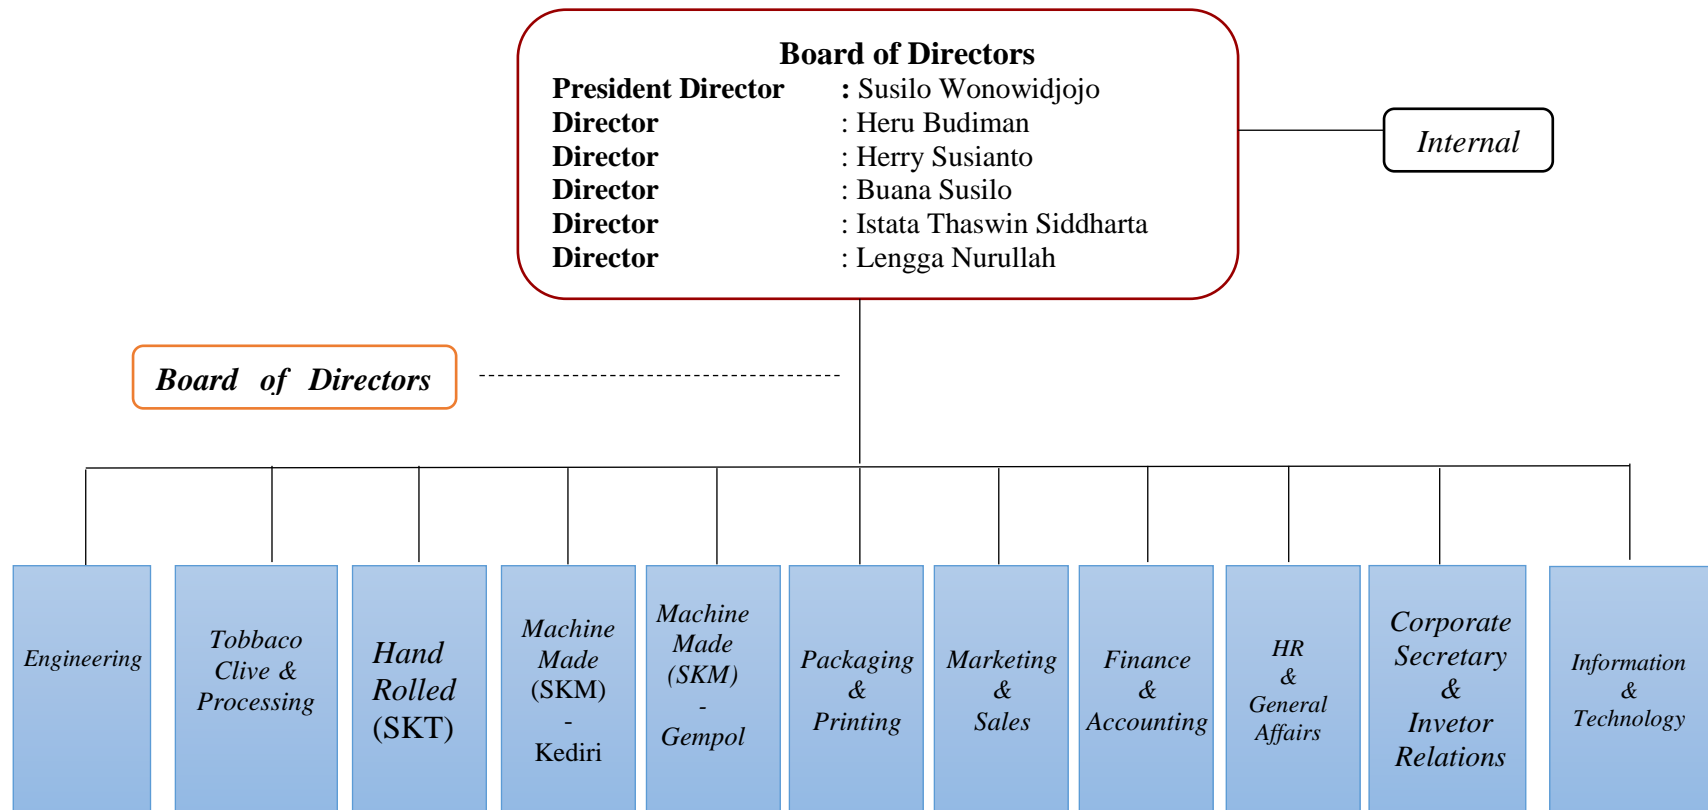 Board of Directors
President Director : Susilo Wonowidjojo
Director : Heru Budiman
Director : Herry Susianto
Director : Buana Susilo
Director : Istata Thaswin Siddharta
Director : Lengga Nurullah
Internal
Board of Directors
Engineering
Tobbaco
Clive &
Processing
Hand
Rolled
(SKT)
Machine
Made
(SKM)
-
Kediri
Machine
Made
(SKM)
-
Gempol
Packaging
&
Printing
Marketing
&
Sales
Finance
&
Accounting
HR
&
General
Affairs
Corporate
Secretary
&
Invetor
Relations
Information
&
Technology